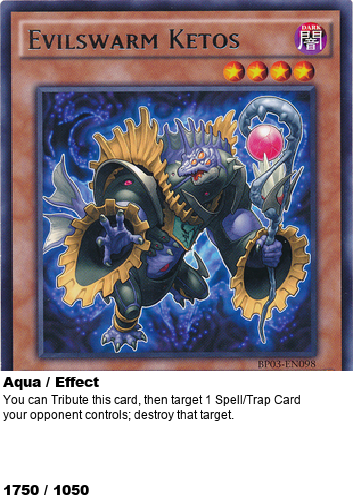 Evilswarm Ketos
DARK
闇
BP03-EN098
Aqua / Effect
You can Tribute this card, then target 1 Spell/Trap Card
your opponent controls; destroy that target.
1750 / 1050